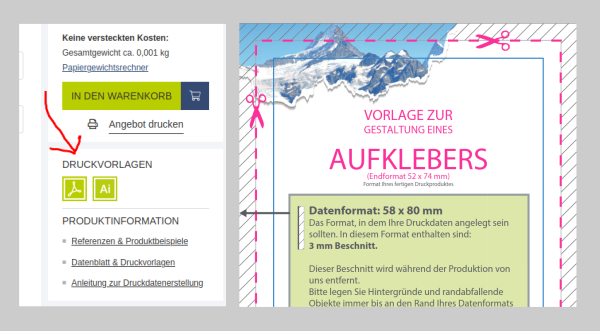 Keine versteckten Kosten:
Gesamtgewicht ca. 0,001 kg
Papiergewichtsrechner
IN DEN WARENKORB
Angebot drucken
DRUCKVORLAGEN
Ai
PRODUKTINFORMATION
Referenzen & Produktbeispiele
Datenblatt & Druckvorlagen
Anleitung zur Druckdatenerstellung
VORLAGE ZUR
GESTALTUNG EINES
AUFKLEBERS
(Endformat 52 x 74 mm)
Format Ihres fertigen Druckproduktes
Datenformat: 58 x 80 mm
Das Format, in dem Ihre Druckdaten angelegt sein
sollten. In diesem Format enthalten sind:
3 mm Beschnitt.
Dieser Beschnitt wird während der Produktion von
uns entfernt.
Bitte legen Sie Hintergründe und randabfallende
Objekte immer bis an den Rand Ihres Datenformats